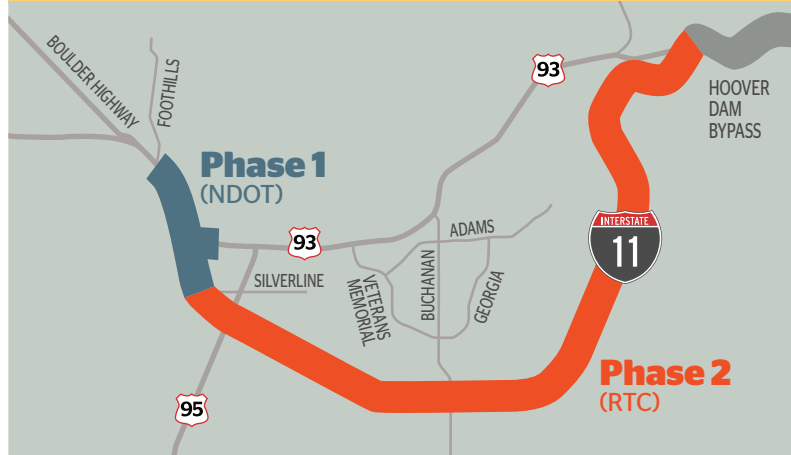 BOULDER HIGHWAY
FOOTHILLS
93
HOOVER
DAM
BYPASS
Phase 1
(NDOT)
93
ADAMS
INTERSTATE
11
SILVERLINE
VETERANS
MEMORIAL
BUCHANAN
GEORGIA
Phase 2
(RTC)
95